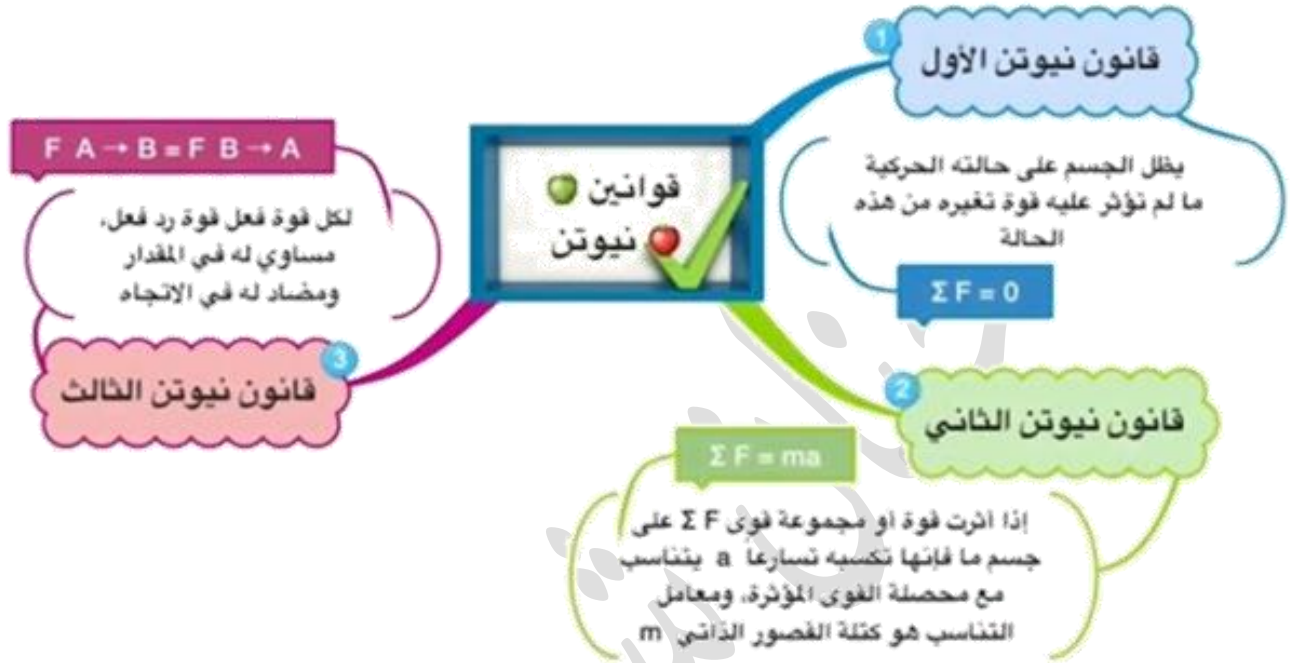 قوانين
نيوتن
1
قانون نيوتن الأول
يظل الجسم على حالته الحركية
ما لم تؤثر عليه قوة تغيره من هذه
الحالة
Σ F = 0
2
قانون نيوتن الثاني
Σ F = ma
إذا أثرت قوة أو مجموعة قوى Σ F على
جسم ما فإنها تكسبه تسارعاً a يتناسب
مع محصلة القوى المؤثرة، ومعامل
التناسب هو كتلة القصور الذاتي m
3
قانون نيوتن الثالث
F A → B = F B → A
لكل قوة فعل قوة رد فعل،
مساوي له في المقدار
ومضاد له في الاتجاه